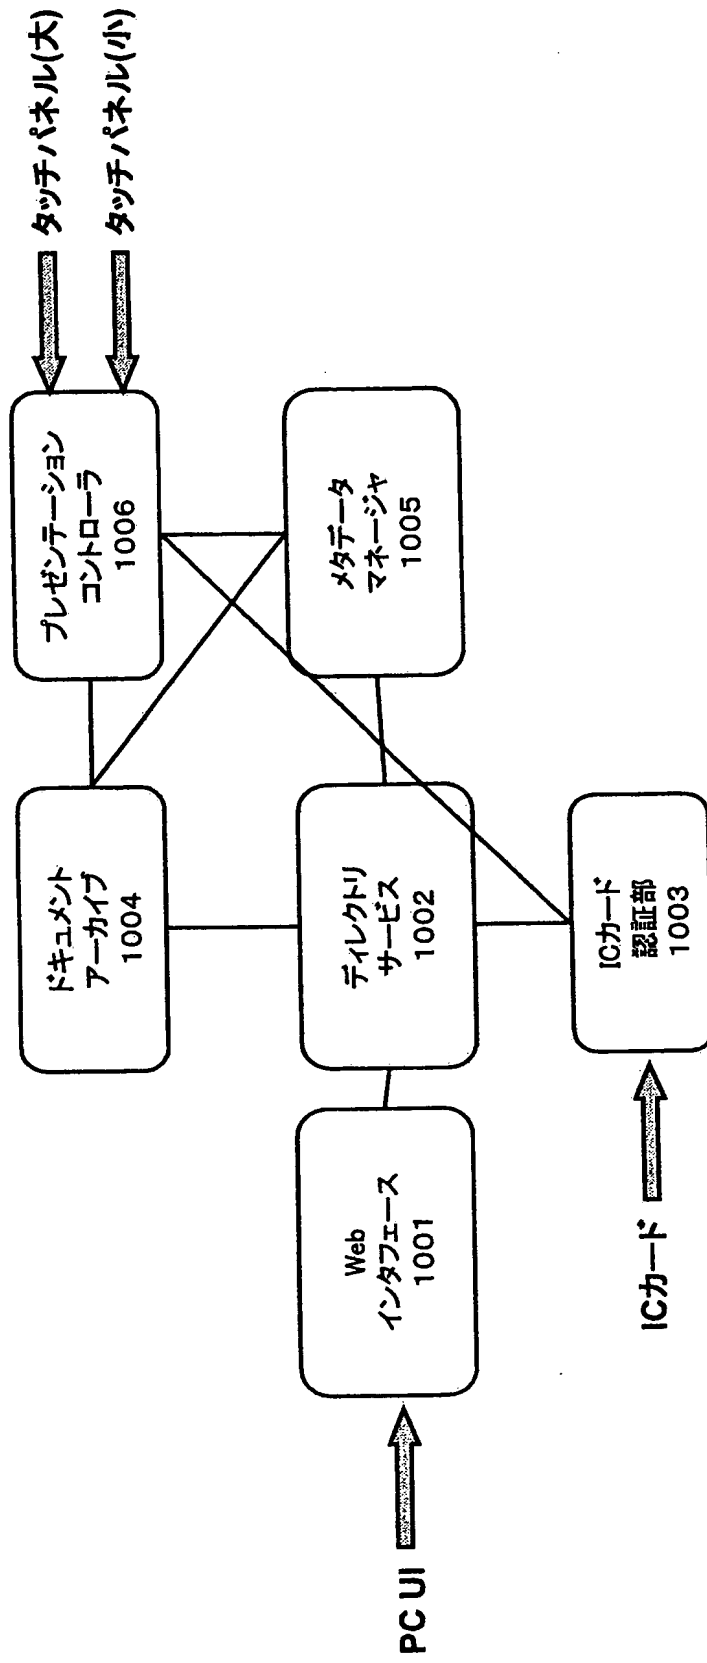 タッチパネル(大)
タッチパネル(小)
プレゼンテーション
コントローラ
1006
メタデータ
マネージャ
1005
ドキュメント
アーカイブ
1004
ディレクトリ
サービス
1002
ICカード
認証部
1003
Web
インタフェース
1001
PC UI
ICカード